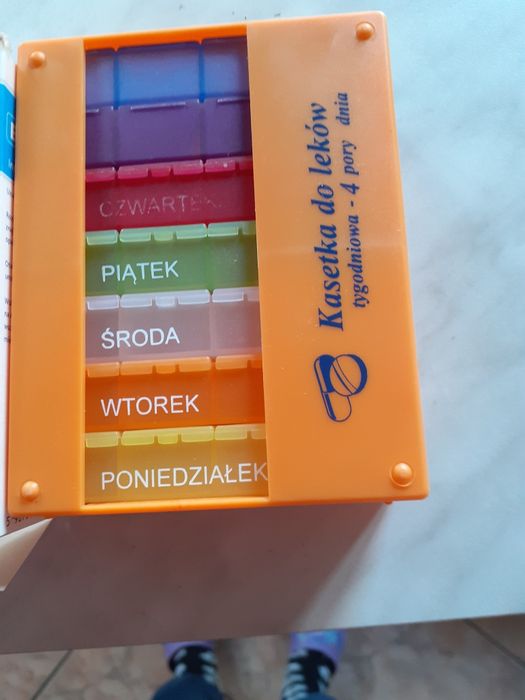 CZWARTEK
PIĄTEK
ŚRODA
WTOREK
PONIEDZIAŁEK
Kasetka do leków
tygodniowa - 4 pory dnia